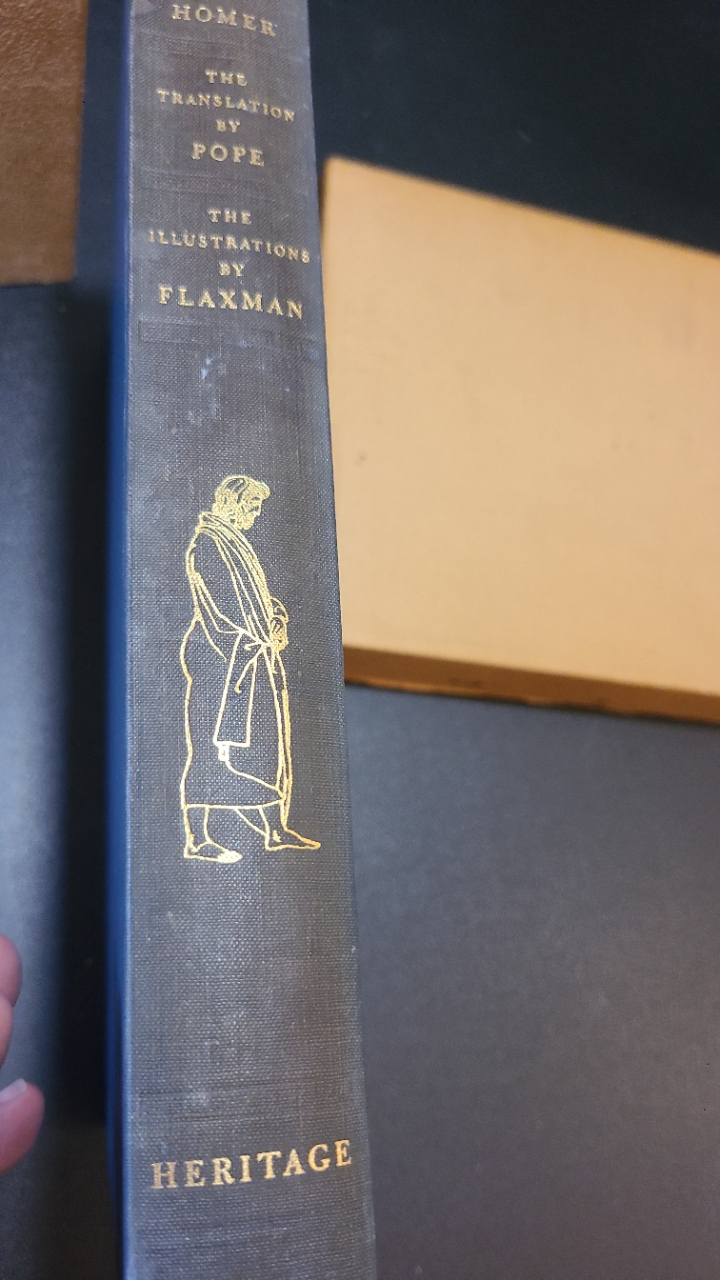 HOMER
THE
TRANSLATION
BY
POPE
THE
ILLUSTRATIONS
BY
FLAXMAN
HERITAGE